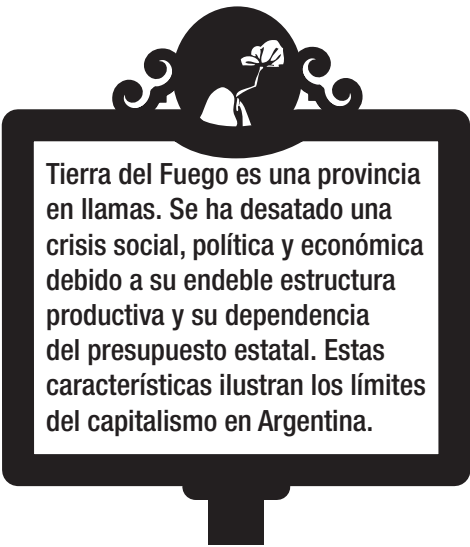 Tierra del Fuego es una provincia
en llamas. Se ha desatado una
crisis social, política y económica
debido a su endeble estructura
productiva y su dependencia
del presupuesto estatal. Estas
características ilustran los límites
del capitalismo en Argentina.